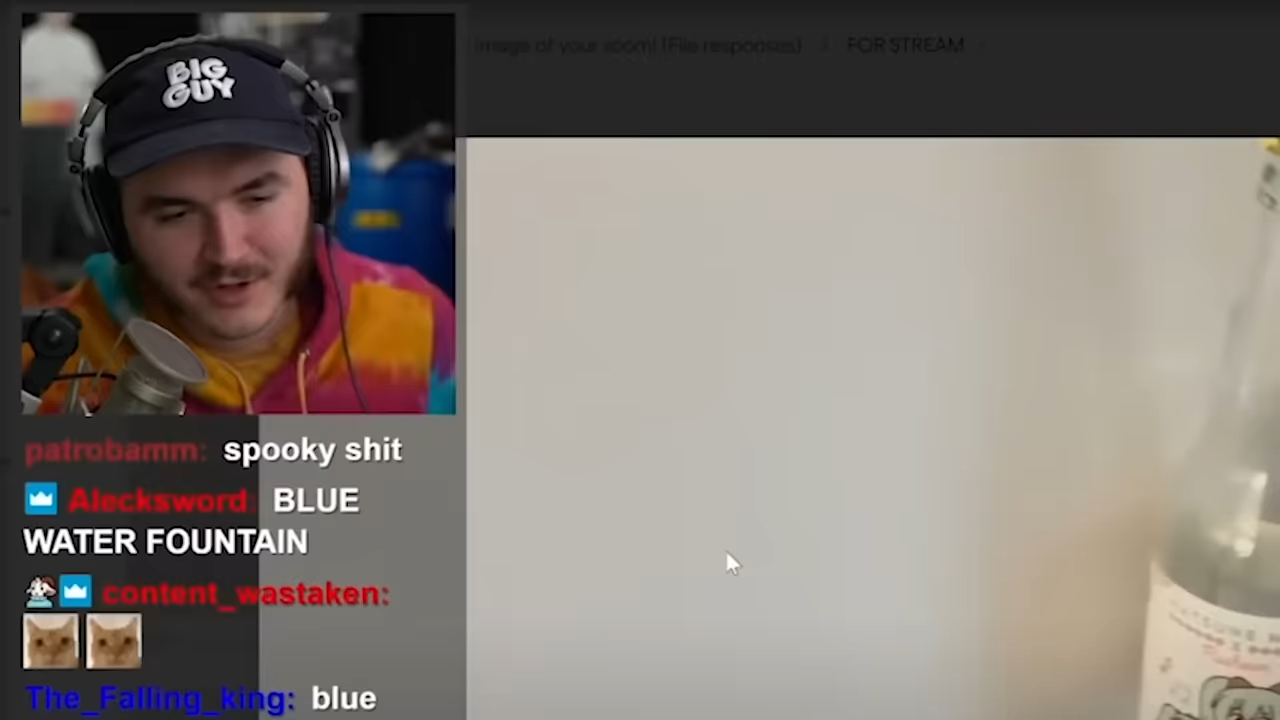 BIG
GUY
image of your room! (File responses) > FOR STREAM
patrobamm: spooky shit
Alecksword: BLUE
WATER FOUNTAIN
content_wastaken:
The_Falling_king: blue